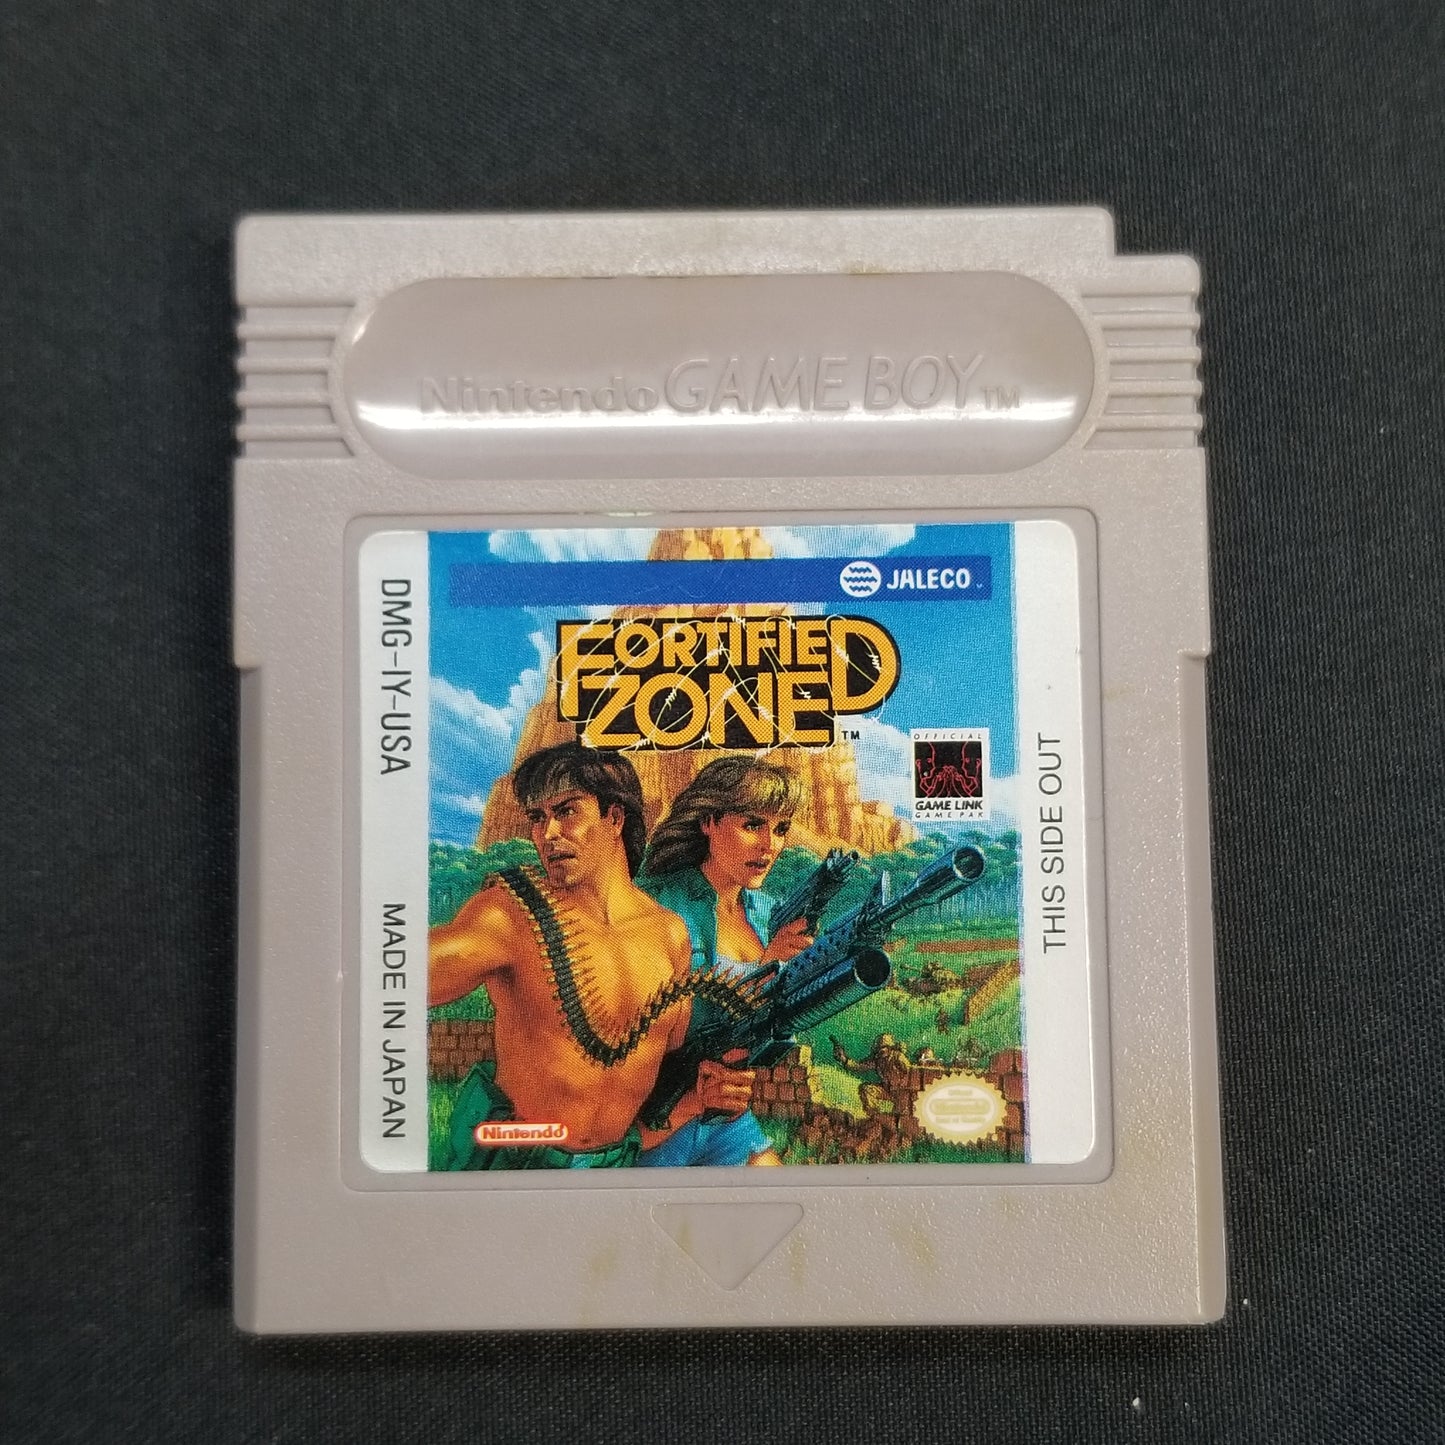 Nintendo GAME BOY TM
JALECO
FORTIFIED
ZONE TM
OFFICIAL
GAME LINK
GAME PAK
DMG-IY-USA
MADE IN JAPAN
THIS SIDE OUT
Nintendo
Nintendo